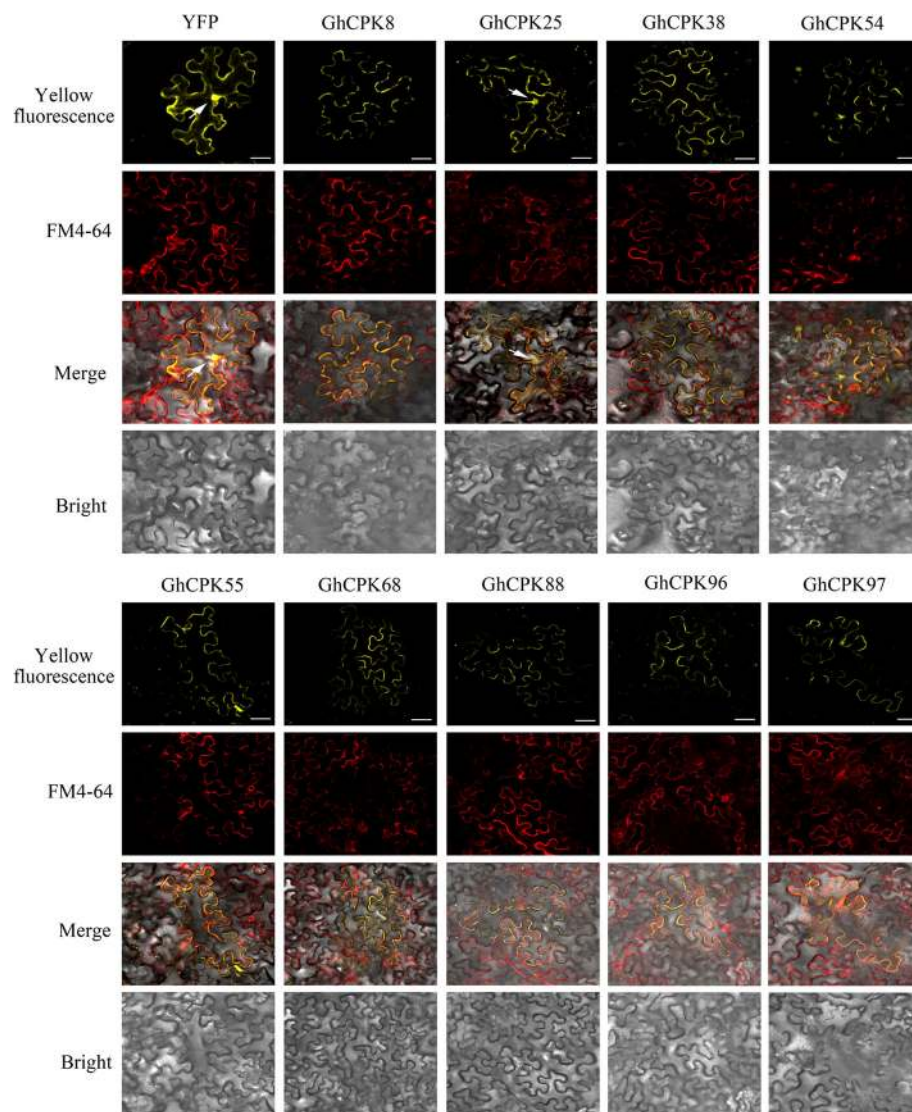 YFP GhCPK8 GhCPK25 GhCPK38 GhCPK54
Yellow
fluorescence
FM4-64
Merge
Bright
GhCPK55 GhCPK68 GhCPK88 GhCPK96 GhCPK97
Yellow
fluorescence
FM4-64
Merge
Bright